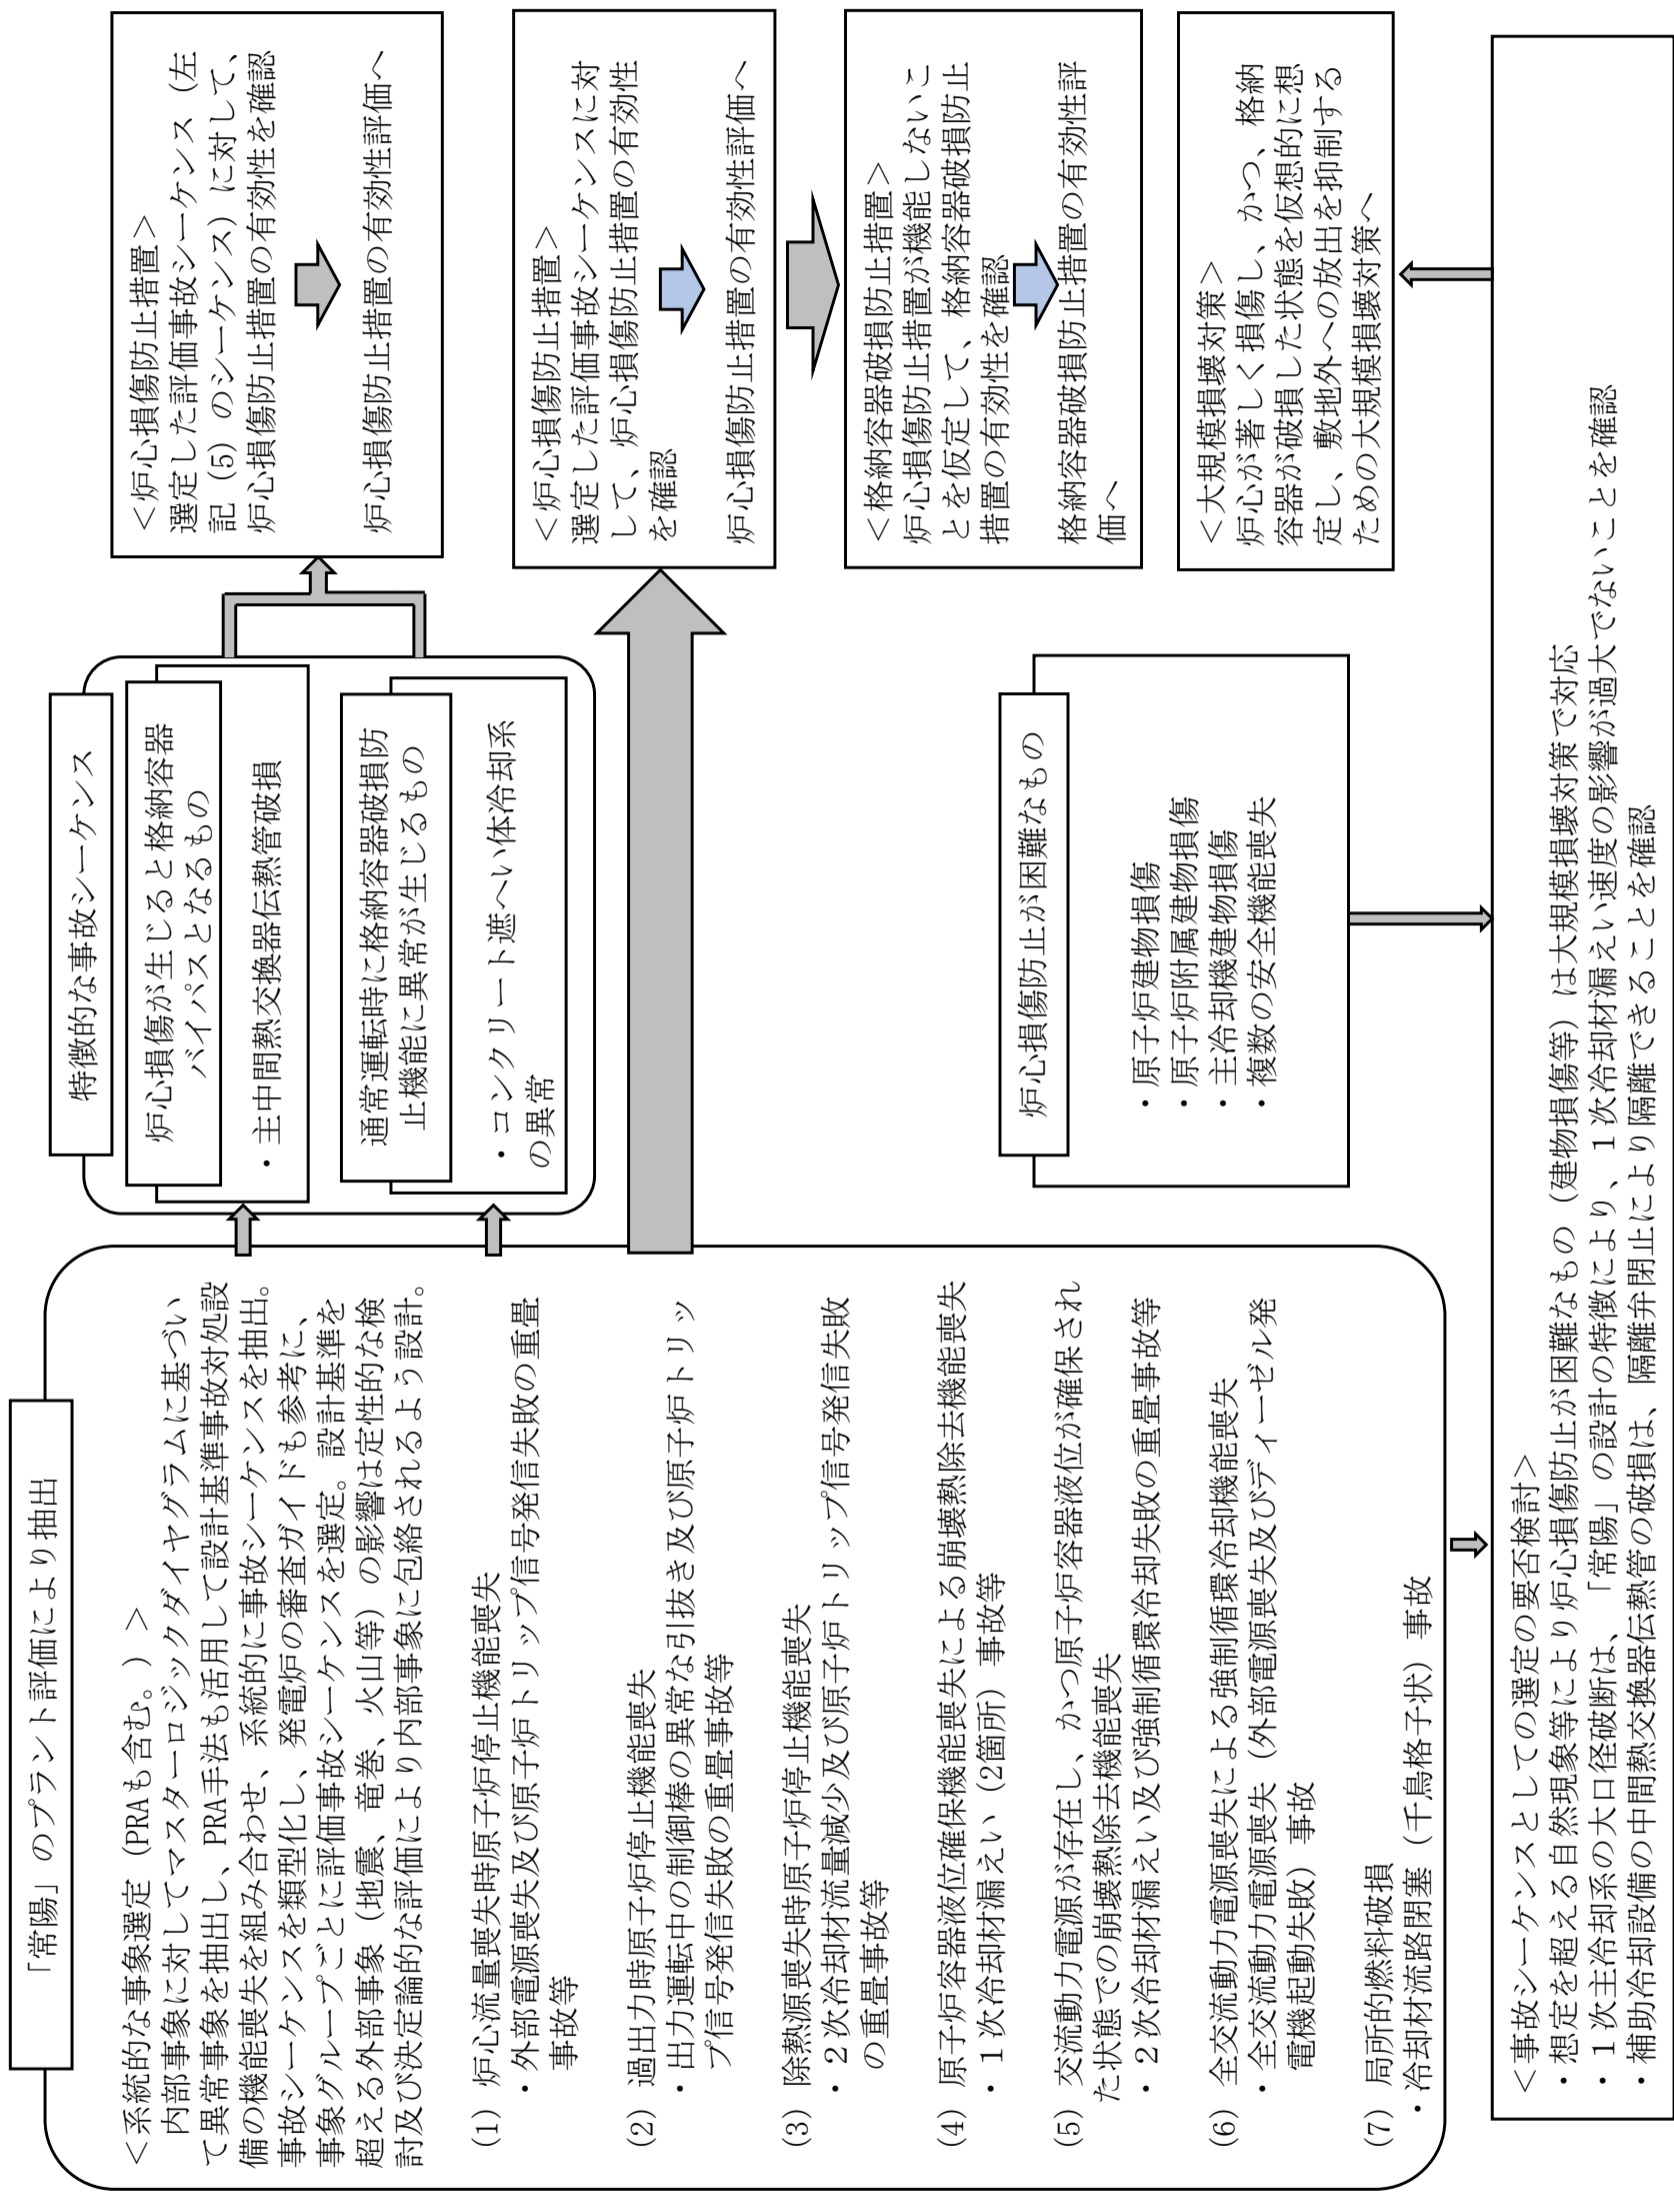 「常陽」のプラント評価により抽出
＜系統的な事象選定（PRAも含む。）＞
内部事象に対してマスターロジックダイヤグラムに基づい
て異常事象を抽出し、PRA手法も活用して設計基準事故対処設
備の機能喪失を組み合わせ、系統的に事故シーケンスを抽出。
事故シーケンスを類型化し、発電炉の審査ガイドも参考に、
事象グループごとに評価事故シーケンスを選定。設計基準を
超える外部事象（地震、竜巻、火山等）の影響は定性的な検
討及び決定論的な評価により内部事象に包絡されるよう設計。
(1) 炉心流量喪失時原子炉停止機能喪失
・外部電源喪失及び原子炉トリップ信号発信失敗の重畳
事故等
(2) 過出力時原子炉停止機能喪失
・出力運転中の制御棒の異常な引抜き及び原子炉トリッ
プ信号発信失敗の重畳事故等
(3) 除熱源喪失時原子炉停止機能喪失
・２次冷却材流量減少及び原子炉トリップ信号発信失敗
の重畳事故等
(4) 原子炉容器液位確保機能喪失による崩壊熱除去機能喪失
・１次冷却材漏えい（2箇所）事故等
(5) 交流動力電源が存在し、かつ原子炉容器液位が確保され
た状態での崩壊熱除去機能喪失
・２次冷却材漏えい及び強制循環冷却失敗の重畳事故等
(6) 全交流動力電源喪失による強制循環冷却機能喪失
・全交流動力電源喪失（外部電源喪失及びディーゼル発
電機起動失敗）事故
(7) 局所的燃料破損
・冷却材流路閉塞（千鳥格子状）事故
特徴的な事故シーケンス
炉心損傷が生じると格納容器
バイパスとなるもの
・主中間熱交換器伝熱管破損
通常運転時に格納容器破損防
止機能に異常が生じるもの
・コンクリート遮へい体冷却系
の異常
炉心損傷防止が困難なもの
・原子炉建物損傷
・原子炉附属建物損傷
・主冷却機建物損傷
・複数の安全機能喪失
＜炉心損傷防止措置＞
選定した評価事故シーケンス（左
記（5）のシーケンス）に対して、
炉心損傷防止措置の有効性を確認
炉心損傷防止措置の有効性評価へ
＜炉心損傷防止措置＞
選定した評価事故シーケンスに対
して、炉心損傷防止措置の有効性
を確認
炉心損傷防止措置の有効性評価へ
＜格納容器破損防止措置＞
炉心損傷防止措置が機能しないこ
とを仮定して、格納容器破損防止
措置の有効性を確認
格納容器破損防止措置の有効性評
価へ
＜大規模損壊対策＞
炉心が著しく損傷し、かつ、格納
容器が破損した状態を仮想的に想
定し、敷地外への放出を抑制する
ための大規模損壊対策へ
＜事故シーケンスとしての選定の要否検討＞
・想定を超える自然現象等により炉心損傷防止が困難なもの（建物損傷等）は大規模損壊対策で対応
・１次主冷却系の大口径破断は、「常陽」の設計の特徴により、１次冷却材漏えい速度の影響が過大でないことを確認
・補助冷却設備の中間熱交換器伝熱管の破損は、隔離弁閉止により隔離できることを確認